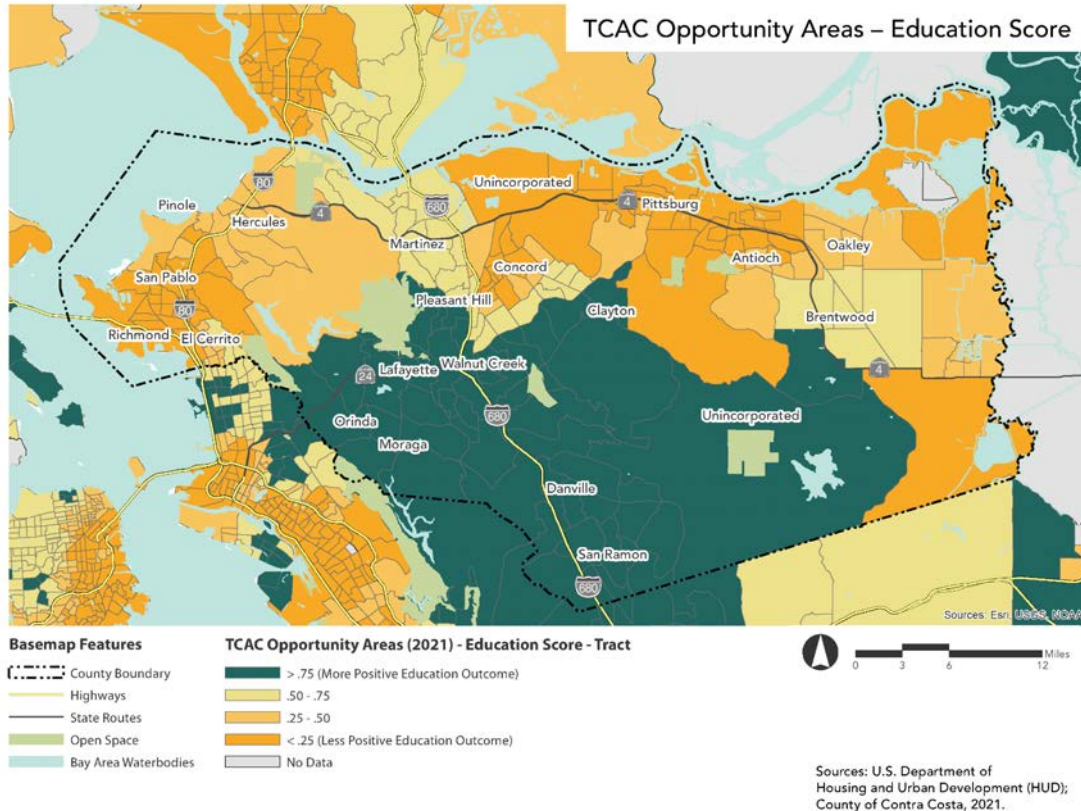 TCAC Opportunity Areas – Education Score
80
Unincorporated
Pinole
4
680
4
Pittsburg
Hercules
Martinez
Oakley
San Pablo
Concord
Antioch
80
Pleasant Hill
Clayton
Brentwood
Richmond
El Cerrito
Walnut Creek
Lafayette
24
4
Orinda
680
Unincorporated
Moraga
Danville
San Ramon
680
Sources: Esri, USGS, NOAA
Basemap Features
County Boundary
Highways
State Routes
Open Space
Bay Area Waterbodies
TCAC Opportunity Areas (2021) - Education Score - Tract
> .75 (More Positive Education Outcome)
.50 - .75
.25 - .50
< .25 (Less Positive Education Outcome)
No Data
Miles
0 3 6 12
Sources: U.S. Department of
Housing and Urban Development (HUD);
County of Contra Costa, 2021.